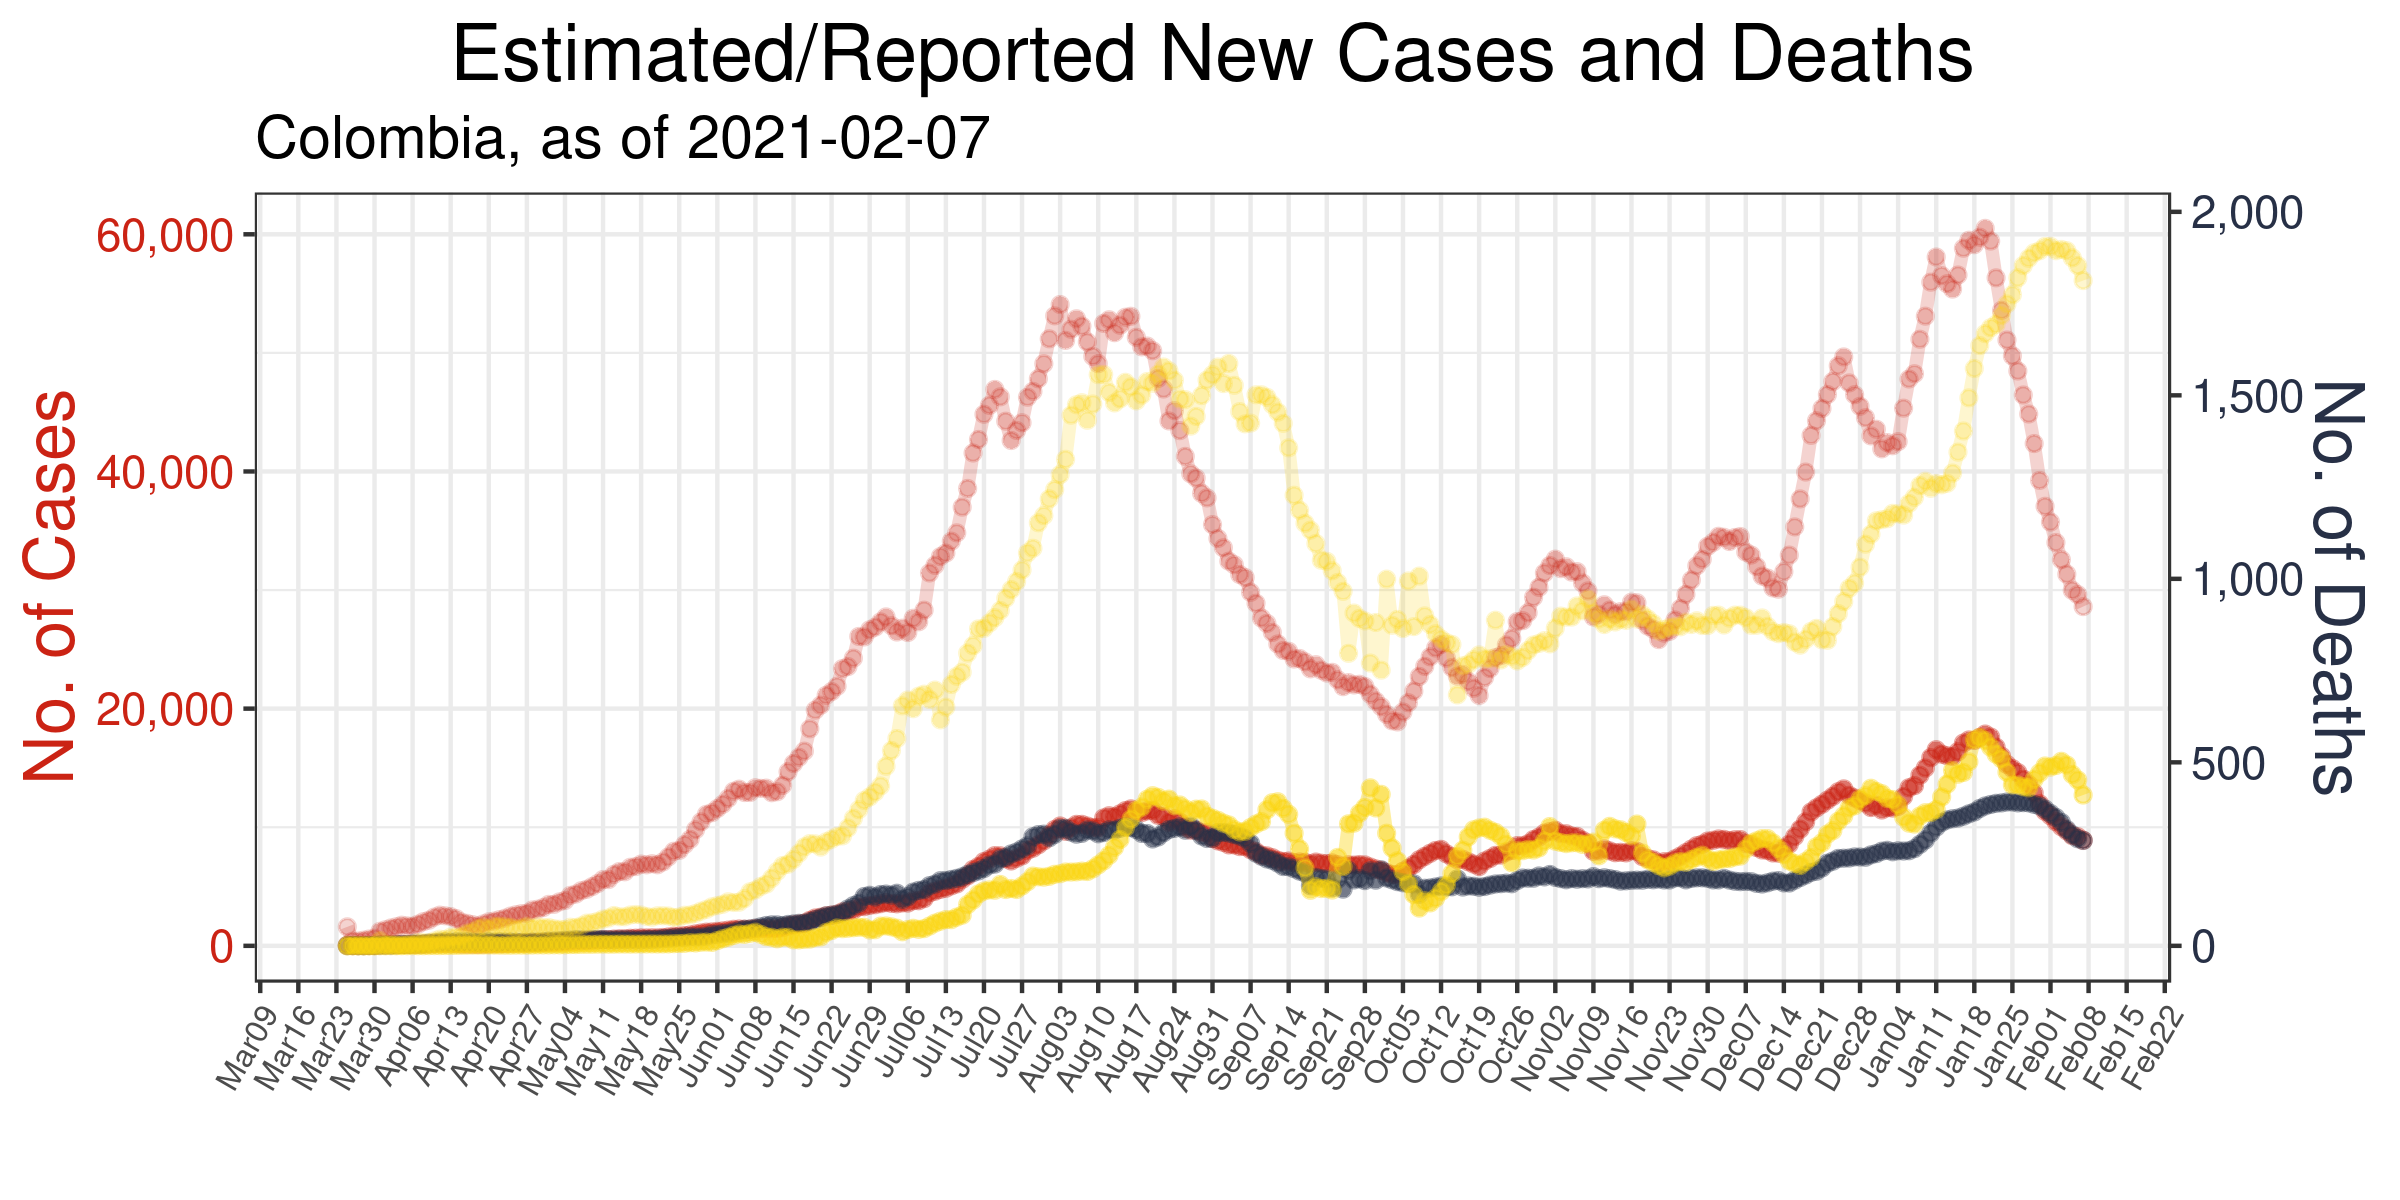 Estimated/Reported New Cases and Deaths
Colombia, as of 2021-02-07
No. of Cases
60,000
40,000
20,000
0
2,000
1,500
1,000
500
0
No. of Deaths
Mar09 Mar16 Mar23 Mar30 Apr06 Apr13 Apr20 Apr27 May04 May11 May18 May25 Jun01 Jun08 Jun15 Jun22 Jun29 Jul06 Jul13 Jul20 Jul27 Aug03 Aug10 Aug17 Aug24 Aug31 Sep07 Sep14 Sep21 Sep28 Oct05 Oct12 Oct19 Oct26 Nov02 Nov09 Nov16 Nov23 Nov30 Dec07 Dec14 Dec21 Dec28 Jan04 Jan11 Jan18 Jan25 Feb01 Feb08 Feb15 Feb22